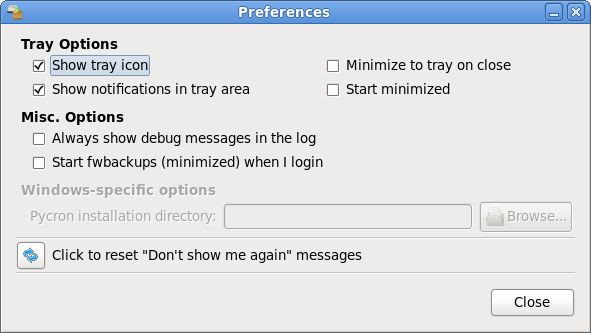 Preferences
Tray Options
Show tray icon
Minimize to tray on close
Show notifications in tray area
Start minimized
Misc. Options
Always show debug messages in the log
Start fwbackups (minimized) when I login
Windows-specific options
Pycron installation directory:
Browse...
Click to reset "Don't show me again" messages
Close